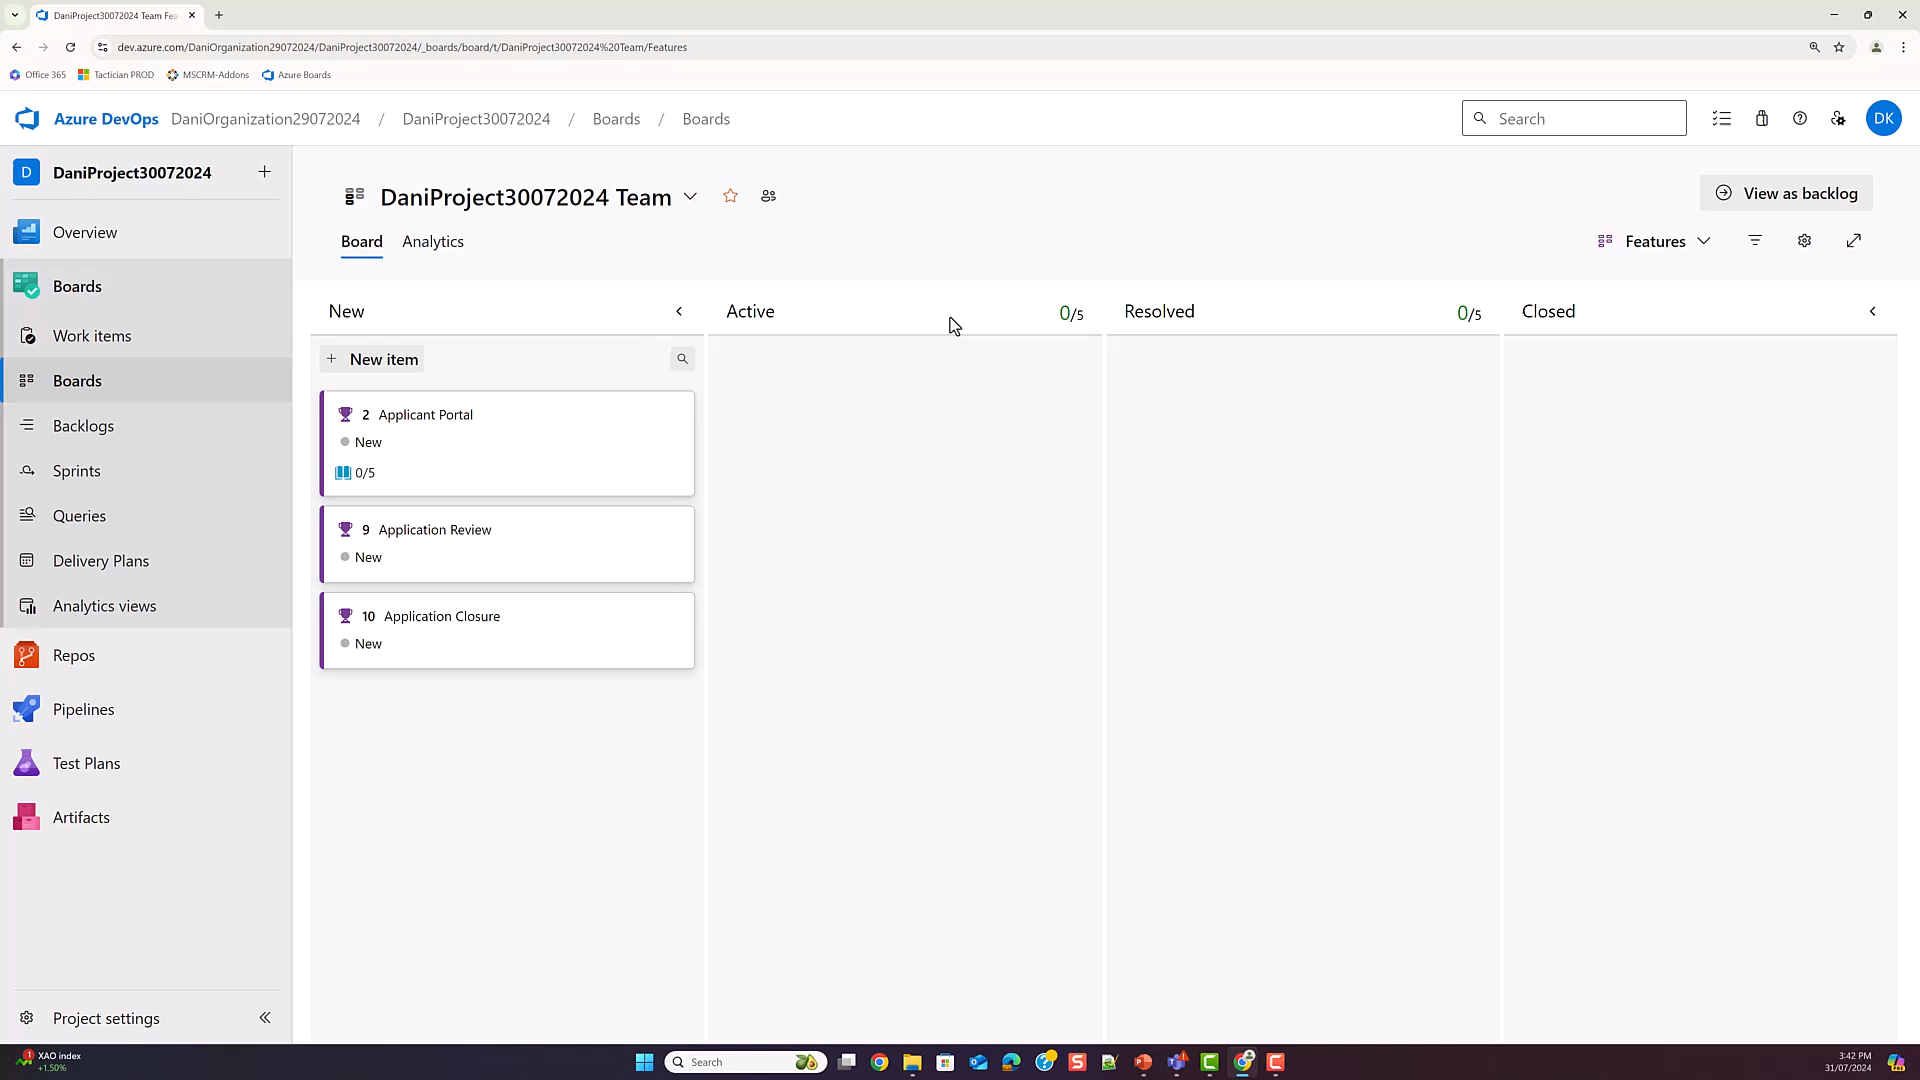 DaniProject30072024 Team Fea
dev.azure.com/DaniOrganization29072024/DaniProject30072024/_boards/board/t/DaniProject30072024%20Team/Features
Office 365 Tactician PROD MSCRM-Addons Azure Boards
Azure DevOps DaniOrganization29072024 / DaniProject30072024 / Boards / Boards Search DK
D DaniProject30072024
DaniProject30072024 Team View as backlog
Overview
Board Analytics Features
Boards
New Active 0/5 Resolved 0/5 Closed
Work items
New item
Boards
2 Applicant Portal
Backlogs
New
Sprints
0/5
Queries
9 Application Review
Delivery Plans
New
Analytics views
10 Application Closure
New
Repos
Pipelines
Test Plans
Artifacts
Project settings
1 XAO index
+1.50%
Search
3:42 PM
31/07/2024